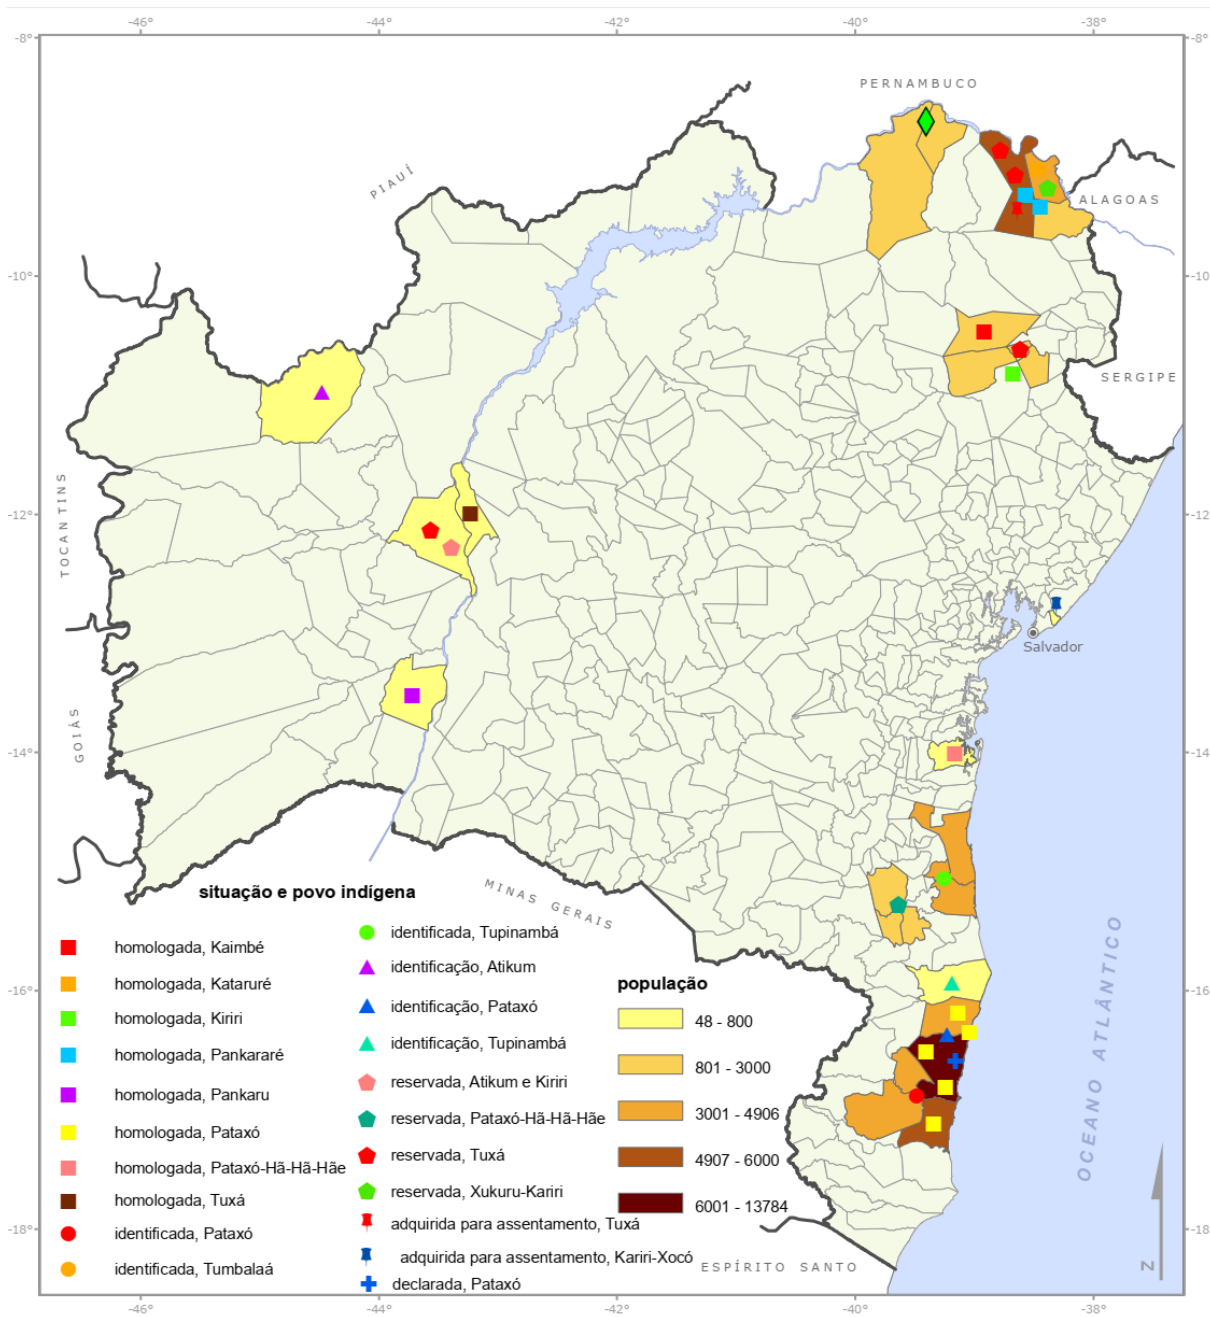 -46°
-44°
-42°
-40°
-38°
-8°
-8°
PERNAMBUCO
PIAUÍ
ALAGOAS
-10°
-10
SERGIPE
TOCANTINS
-12°
-12
Salvador
GOIÁS
-14°
-14
MINAS GERAIS
OCEANO ATLÂNTICO
-16°
-16
-18°
-18
ESPÍRITO SANTO
N
situação e povo indígena
homologada, Kaimbé
homologada, Kataruré
homologada, Kiriri
homologada, Pankararé
homologada, Pankaru
homologada, Pataxó
homologada, Pataxó-Hã-Hã-Hãe
homologada, Tuxá
identificada, Pataxó
identificada, Tumbalaá
identificada, Tupinambá
identificação, Atikum
identificação, Pataxó
identificação, Tupinambá
reservada, Atikum e Kiriri
reservada, Pataxó-Hã-Hã-Hãe
reservada, Tuxá
reservada, Xukuru-Kariri
adquirida para assentamento, Tuxá
adquirida para assentamento, Kariri-Xocó
declarada, Pataxó
população
48 - 800
801 - 3000
3001 - 4906
4907 - 6000
6001 - 13784
-46°
-44°
-42°
-40°
-38°